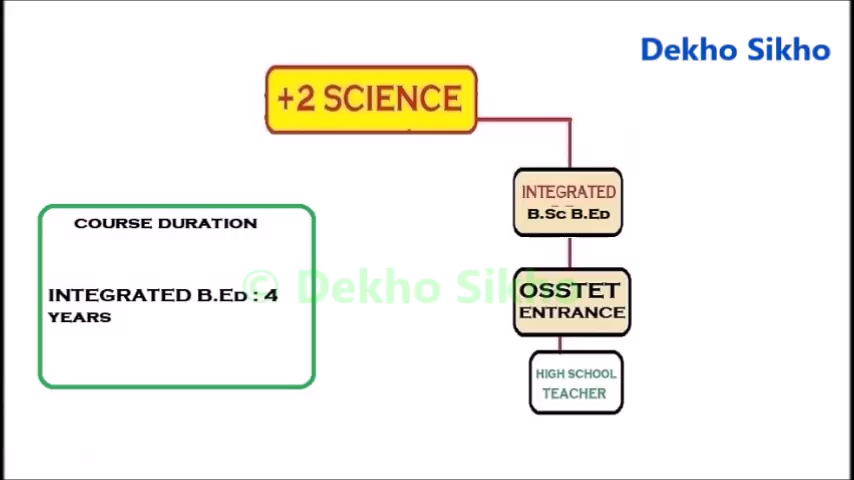 Dekho Sikho
+2 SCIENCE
INTEGRATED
B.Sc B.Ed
COURSE DURATION
INTEGRATED B.Ed : 4
YEARS
© Dekho Sikho
OSSTET
ENTRANCE
HIGH SCHOOL
TEACHER